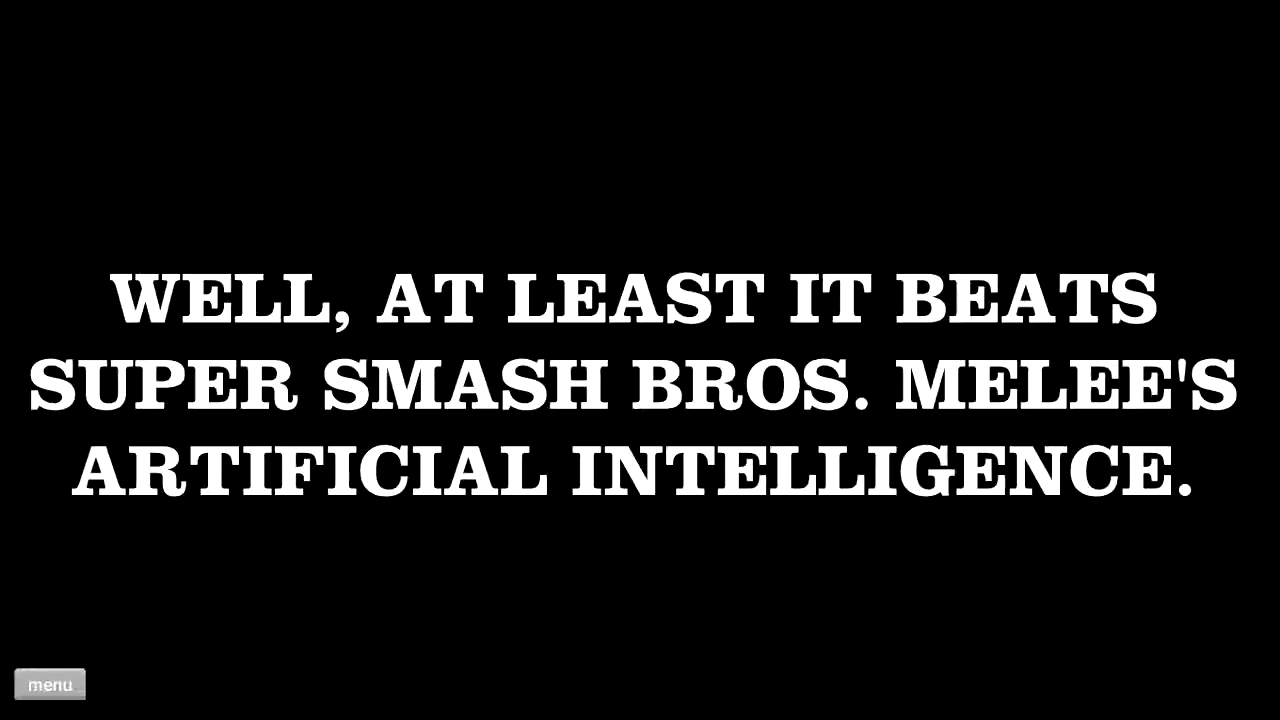 WELL, AT LEAST IT BEATS
SUPER SMASH BROS. MELEE'S
ARTIFICIAL INTELLIGENCE.
menu